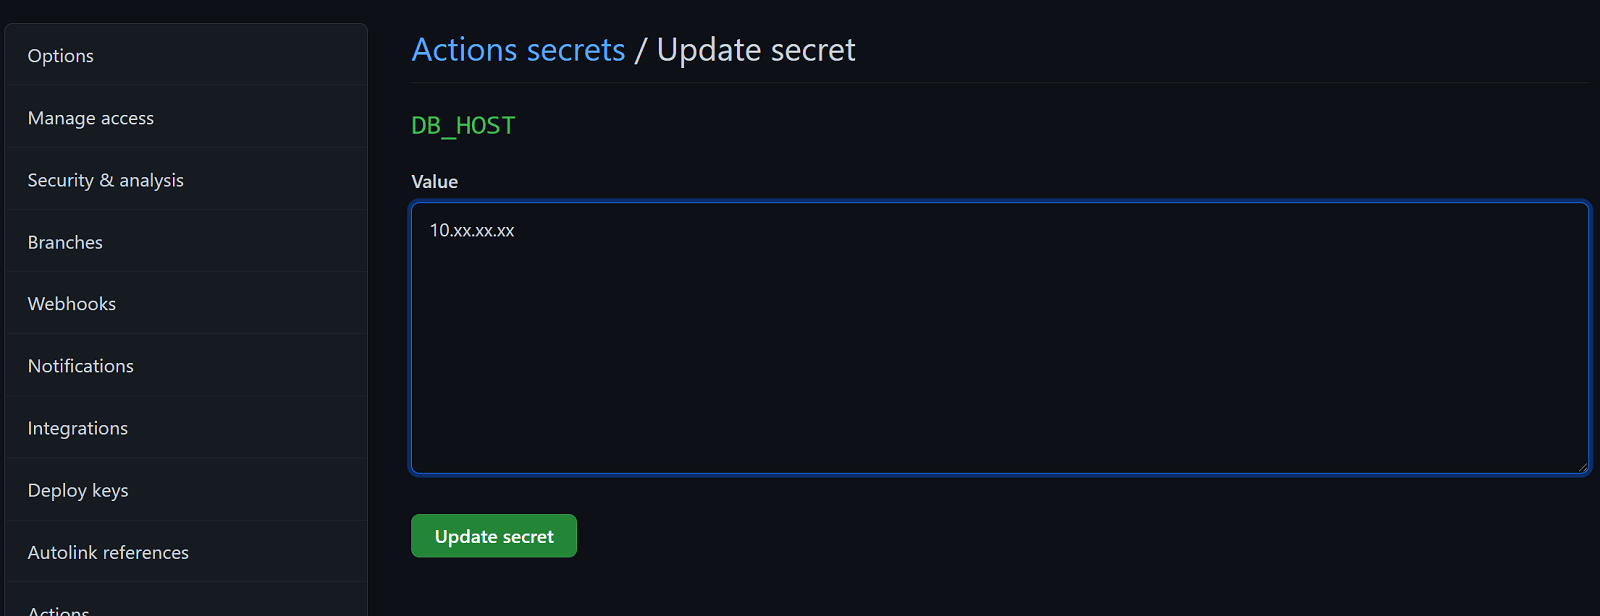 Options
Manage access
Security & analysis
Branches
Webhooks
Notifications
Integrations
Deploy keys
Autolink references
Actions
Actions secrets / Update secret
DB_HOST
Value
10.xx.xx.xx
Update secret